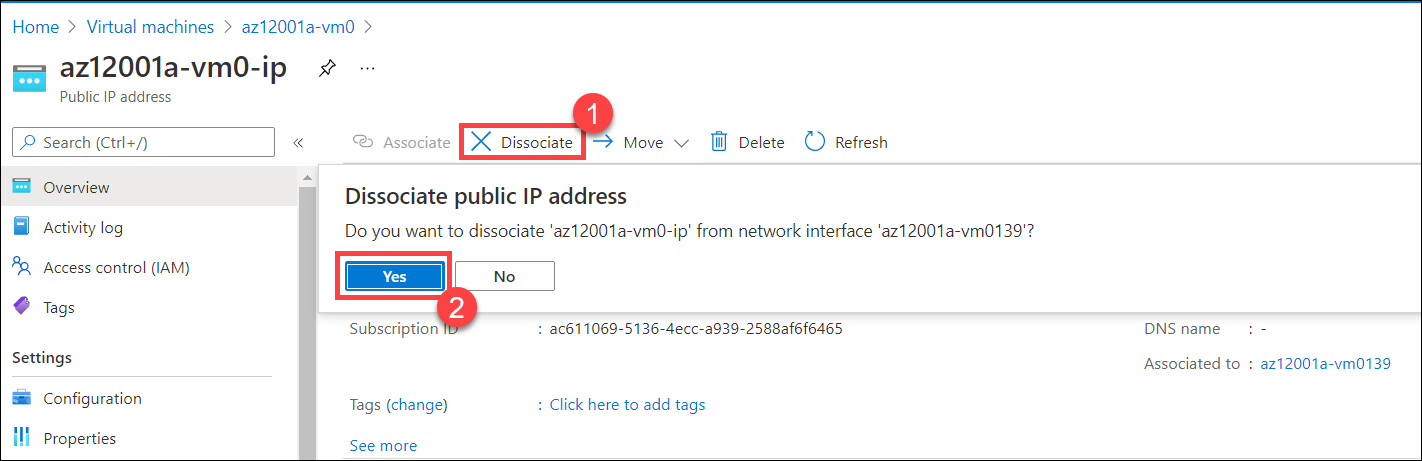 Home > Virtual machines > az12001a-vm0 >
az12001a-vm0-ip ...
Public IP address
1
Search (Ctrl+/) «
Associate Dissociate Move Delete Refresh
Overview
Activity log
Access control (IAM)
Tags
Settings
Configuration
Properties
Dissociate public IP address
Do you want to dissociate 'az12001a-vm0-ip' from network interface 'az12001a-vm0139'?
Yes No
2
Subscription ID : ac611069-5136-4ecc-a939-2588af6f6465
DNS name : -
Associated to : az12001a-vm0139
Tags (change) : Click here to add tags
See more